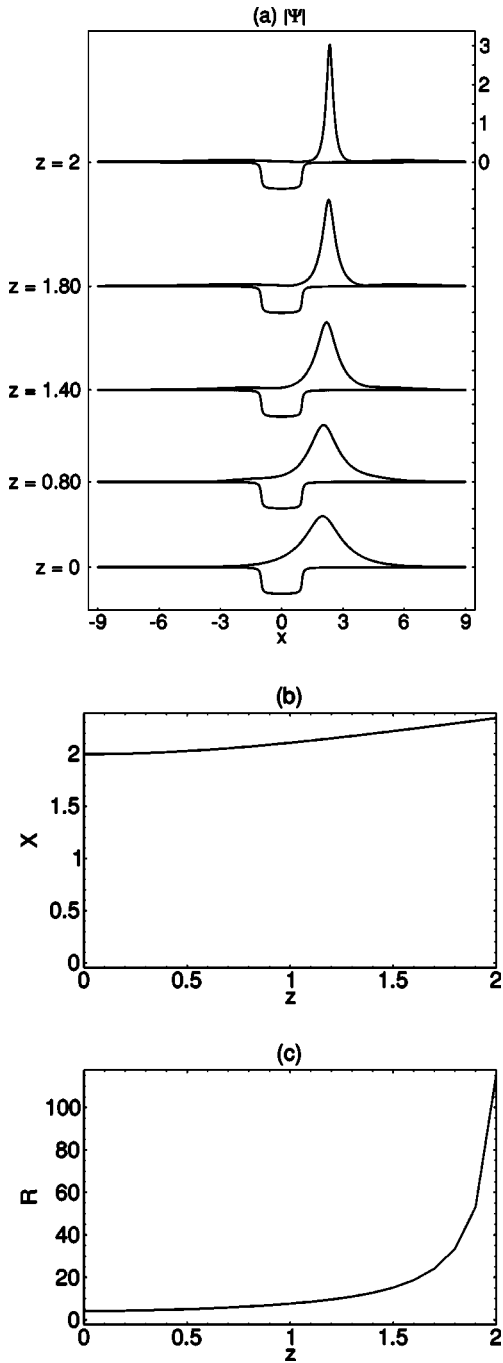 (a) |Ψ|
3
2
1
z = 2
0
z = 1.80
z = 1.40
z = 0.80
z = 0
-9 -6 -3 0 3 6 9
x
(b)
2
1.5
X
1
0.5
0
0 0.5 1 1.5 2
z
(c)
100
80
60
R
40
20
0
0 0.5 1 1.5 2
z